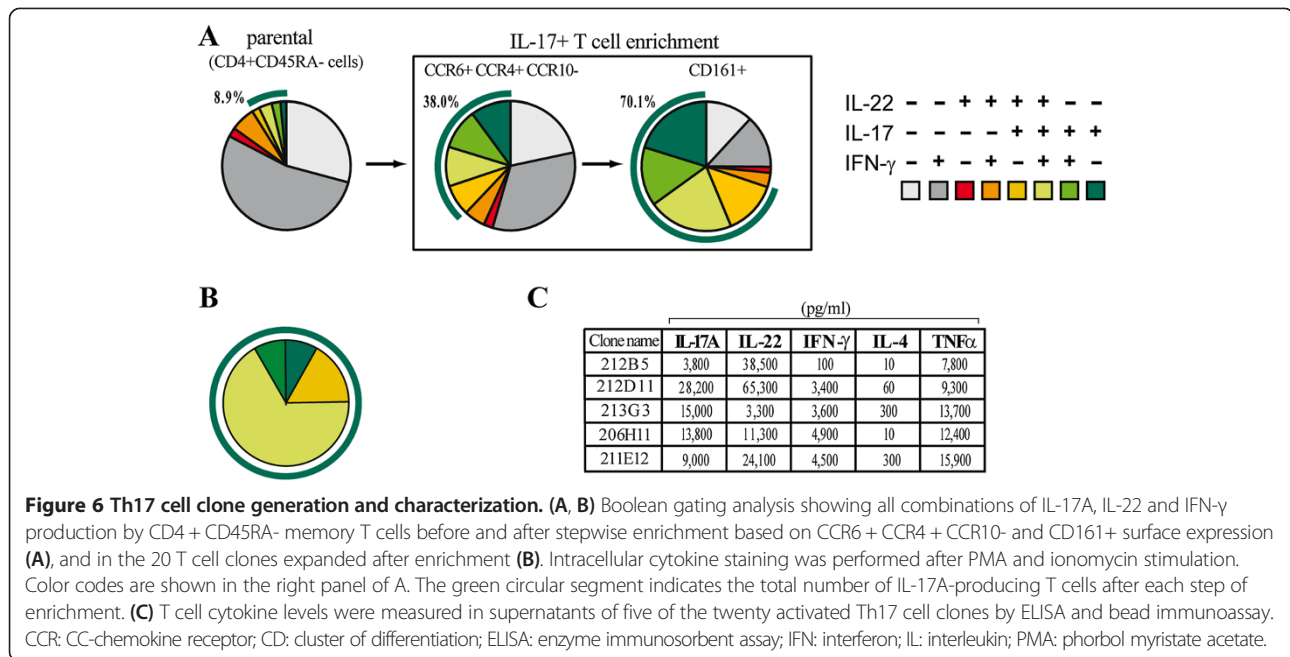 A
parental
(CD4+CD45RA- cells)
8.9%
IL-17+ T cell enrichment
CCR6+ CCR4+ CCR10-
38.0%
CD161+
70.1%
IL-22 – – + + + + – –
IL-17 – – – – + + + +
IFN-γ – + – + – + + –
B
C
(pg/ml)
Clone name IL-17A IL-22 IFN-γ IL-4 TNFα
212B5 3,800 38,500 100 10 7,800
212D11 28,200 65,300 3,400 60 9,300
213G3 15,000 3,300 3,600 300 13,700
206H11 13,800 11,300 4,900 10 12,400
211E12 9,000 24,100 4,500 300 15,900
Figure 6 Th17 cell clone generation and characterization. (A, B) Boolean gating analysis showing all combinations of IL-17A, IL-22 and IFN-γ
production by CD4 + CD45RA- memory T cells before and after stepwise enrichment based on CCR6 + CCR4 + CCR10- and CD161+ surface expression
(A), and in the 20 T cell clones expanded after enrichment (B). Intracellular cytokine staining was performed after PMA and ionomycin stimulation.
Color codes are shown in the right panel of A. The green circular segment indicates the total number of IL-17A-producing T cells after each step of
enrichment. (C) T cell cytokine levels were measured in supernatants of five of the twenty activated Th17 cell clones by ELISA and bead immunoassay.
CCR: CC-chemokine receptor; CD: cluster of differentiation; ELISA: enzyme immunosorbent assay; IFN: interferon; IL: interleukin; PMA: phorbol myristate acetate.